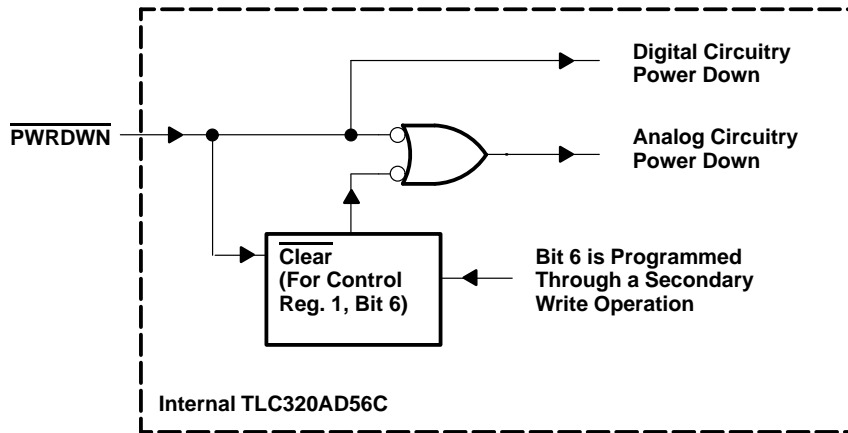 Digital Circuitry
Power Down
PWRDWN
Analog Circuitry
Power Down
Clear
(For Control
Reg. 1, Bit 6)
Bit 6 is Programmed
Through a Secondary
Write Operation
Internal TLC320AD56C